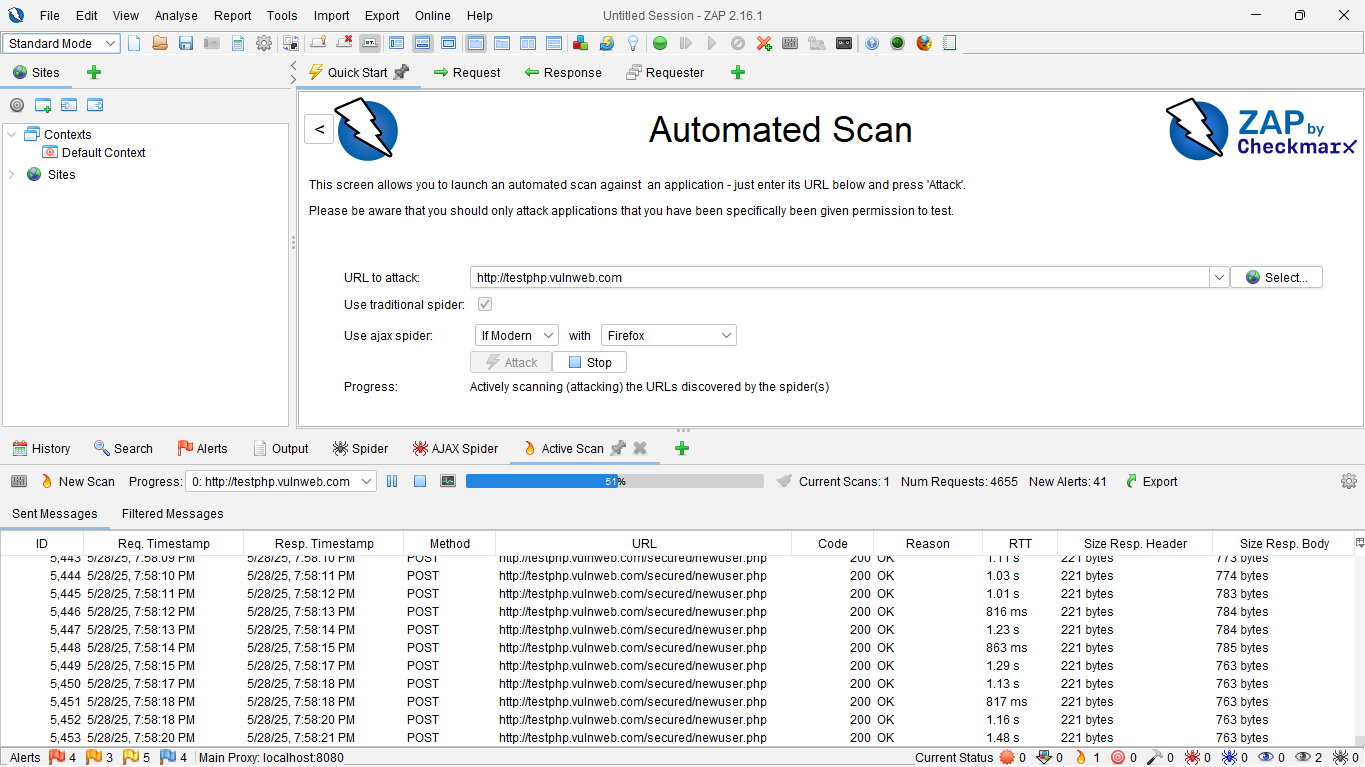 File Edit View Analyse Report Tools Import Export Online Help Untitled Session - ZAP 2.16.1
Standard Mode
Sites Quick Start Request Response Requester
< Automated Scan ZAP by Checkmarx
Contexts
Default Context
Sites
This screen allows you to launch an automated scan against an application - just enter its URL below and press 'Attack'.
Please be aware that you should only attack applications that you have been specifically been given permission to test.
URL to attack: http://testphp.vulnweb.com Select...
Use traditional spider:
Use ajax spider: If Modern with Firefox
Attack Stop
Progress: Actively scanning (attacking) the URLs discovered by the spider(s)
History Search Alerts Output Spider AJAX Spider Active Scan
New Scan Progress: 0: http://testphp.vulnweb.com 51% Current Scans: 1 Num Requests: 4655 New Alerts: 41 Export
Sent Messages Filtered Messages
ID Req. Timestamp Resp. Timestamp Method URL Code Reason RTT Size Resp. Header Size Resp. Body
5,443 5/28/25, 7:58:09 PM 5/28/25, 7:58:10 PM POST http://testphp.vulnweb.com/secured/newuser.php 200 OK 1.11 s 221 bytes 773 bytes
5,444 5/28/25, 7:58:10 PM 5/28/25, 7:58:11 PM POST http://testphp.vulnweb.com/secured/newuser.php 200 OK 1.03 s 221 bytes 774 bytes
5,445 5/28/25, 7:58:11 PM 5/28/25, 7:58:12 PM POST http://testphp.vulnweb.com/secured/newuser.php 200 OK 1.01 s 221 bytes 783 bytes
5,446 5/28/25, 7:58:12 PM 5/28/25, 7:58:13 PM POST http://testphp.vulnweb.com/secured/newuser.php 200 OK 816 ms 221 bytes 784 bytes
5,447 5/28/25, 7:58:13 PM 5/28/25, 7:58:14 PM POST http://testphp.vulnweb.com/secured/newuser.php 200 OK 1.23 s 221 bytes 784 bytes
5,448 5/28/25, 7:58:14 PM 5/28/25, 7:58:15 PM POST http://testphp.vulnweb.com/secured/newuser.php 200 OK 863 ms 221 bytes 785 bytes
5,449 5/28/25, 7:58:15 PM 5/28/25, 7:58:17 PM POST http://testphp.vulnweb.com/secured/newuser.php 200 OK 1.29 s 221 bytes 763 bytes
5,450 5/28/25, 7:58:17 PM 5/28/25, 7:58:18 PM POST http://testphp.vulnweb.com/secured/newuser.php 200 OK 1.13 s 221 bytes 763 bytes
5,451 5/28/25, 7:58:18 PM 5/28/25, 7:58:18 PM POST http://testphp.vulnweb.com/secured/newuser.php 200 OK 817 ms 221 bytes 763 bytes
5,452 5/28/25, 7:58:18 PM 5/28/25, 7:58:20 PM POST http://testphp.vulnweb.com/secured/newuser.php 200 OK 1.16 s 221 bytes 763 bytes
5,453 5/28/25, 7:58:20 PM 5/28/25, 7:58:21 PM POST http://testphp.vulnweb.com/secured/newuser.php 200 OK 1.48 s 221 bytes 763 bytes
Alerts 4 3 5 4 Main Proxy: localhost:8080 Current Status 0 0 1 0 0 0 0 0 2 0